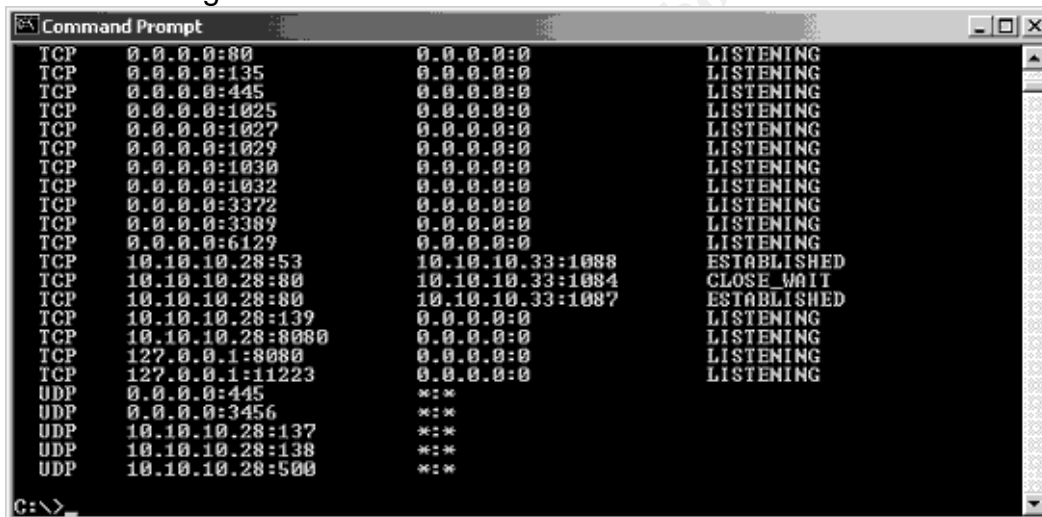 Command Prompt
TCP 0.0.0.0:80 0.0.0.0:0 LISTENING
TCP 0.0.0.0:135 0.0.0.0:0 LISTENING
TCP 0.0.0.0:445 0.0.0.0:0 LISTENING
TCP 0.0.0.0:1025 0.0.0.0:0 LISTENING
TCP 0.0.0.0:1027 0.0.0.0:0 LISTENING
TCP 0.0.0.0:1029 0.0.0.0:0 LISTENING
TCP 0.0.0.0:1030 0.0.0.0:0 LISTENING
TCP 0.0.0.0:1032 0.0.0.0:0 LISTENING
TCP 0.0.0.0:3372 0.0.0.0:0 LISTENING
TCP 0.0.0.0:3389 0.0.0.0:0 LISTENING
TCP 0.0.0.0:6129 0.0.0.0:0 LISTENING
TCP 10.10.10.28:53 10.10.10.33:1088 ESTABLISHED
TCP 10.10.10.28:80 10.10.10.33:1084 CLOSE_WAIT
TCP 10.10.10.28:80 10.10.10.33:1087 ESTABLISHED
TCP 10.10.10.28:139 0.0.0.0:0 LISTENING
TCP 10.10.10.28:8080 0.0.0.0:0 LISTENING
TCP 127.0.0.1:8080 0.0.0.0:0 LISTENING
TCP 127.0.0.1:11223 0.0.0.0:0 LISTENING
UDP 0.0.0.0:445 *:*
UDP 0.0.0.0:3456 *:*
UDP 10.10.10.28:137 *:*
UDP 10.10.10.28:138 *:*
UDP 10.10.10.28:500 *:*
C:\>_